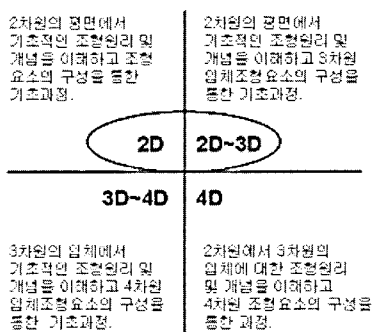 2차원의 평면에서
기초적인 조형원리 및
개념을 이해하고 조형
요소의 구성을 통한
기초과정.
2차원의 평면에서
기초적인 조형원리 및
개념을 이해하고 3차원
입체조형요소의 구성을
통한 기초과정.
2D
2D~3D
3D~4D
4D
3차원의 입체에서
기초적인 조형원리 및
개념을 이해하고 4차원
입체조형요소의 구성을
통한 기초과정.
2차원에서 3차원의
입체에 대한 조형원리
및 개념을 이해하고
4차원 조형요소의 구성을
통한 과정.